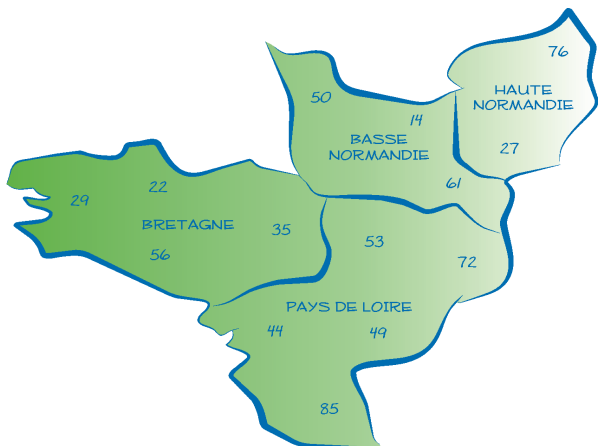 76
HAUTE
NORMANDIE
27
50
14
BASSE
NORMANDIE
61
29
22
BRETAGNE
35
56
53
72
PAYS DE LOIRE
44
49
85